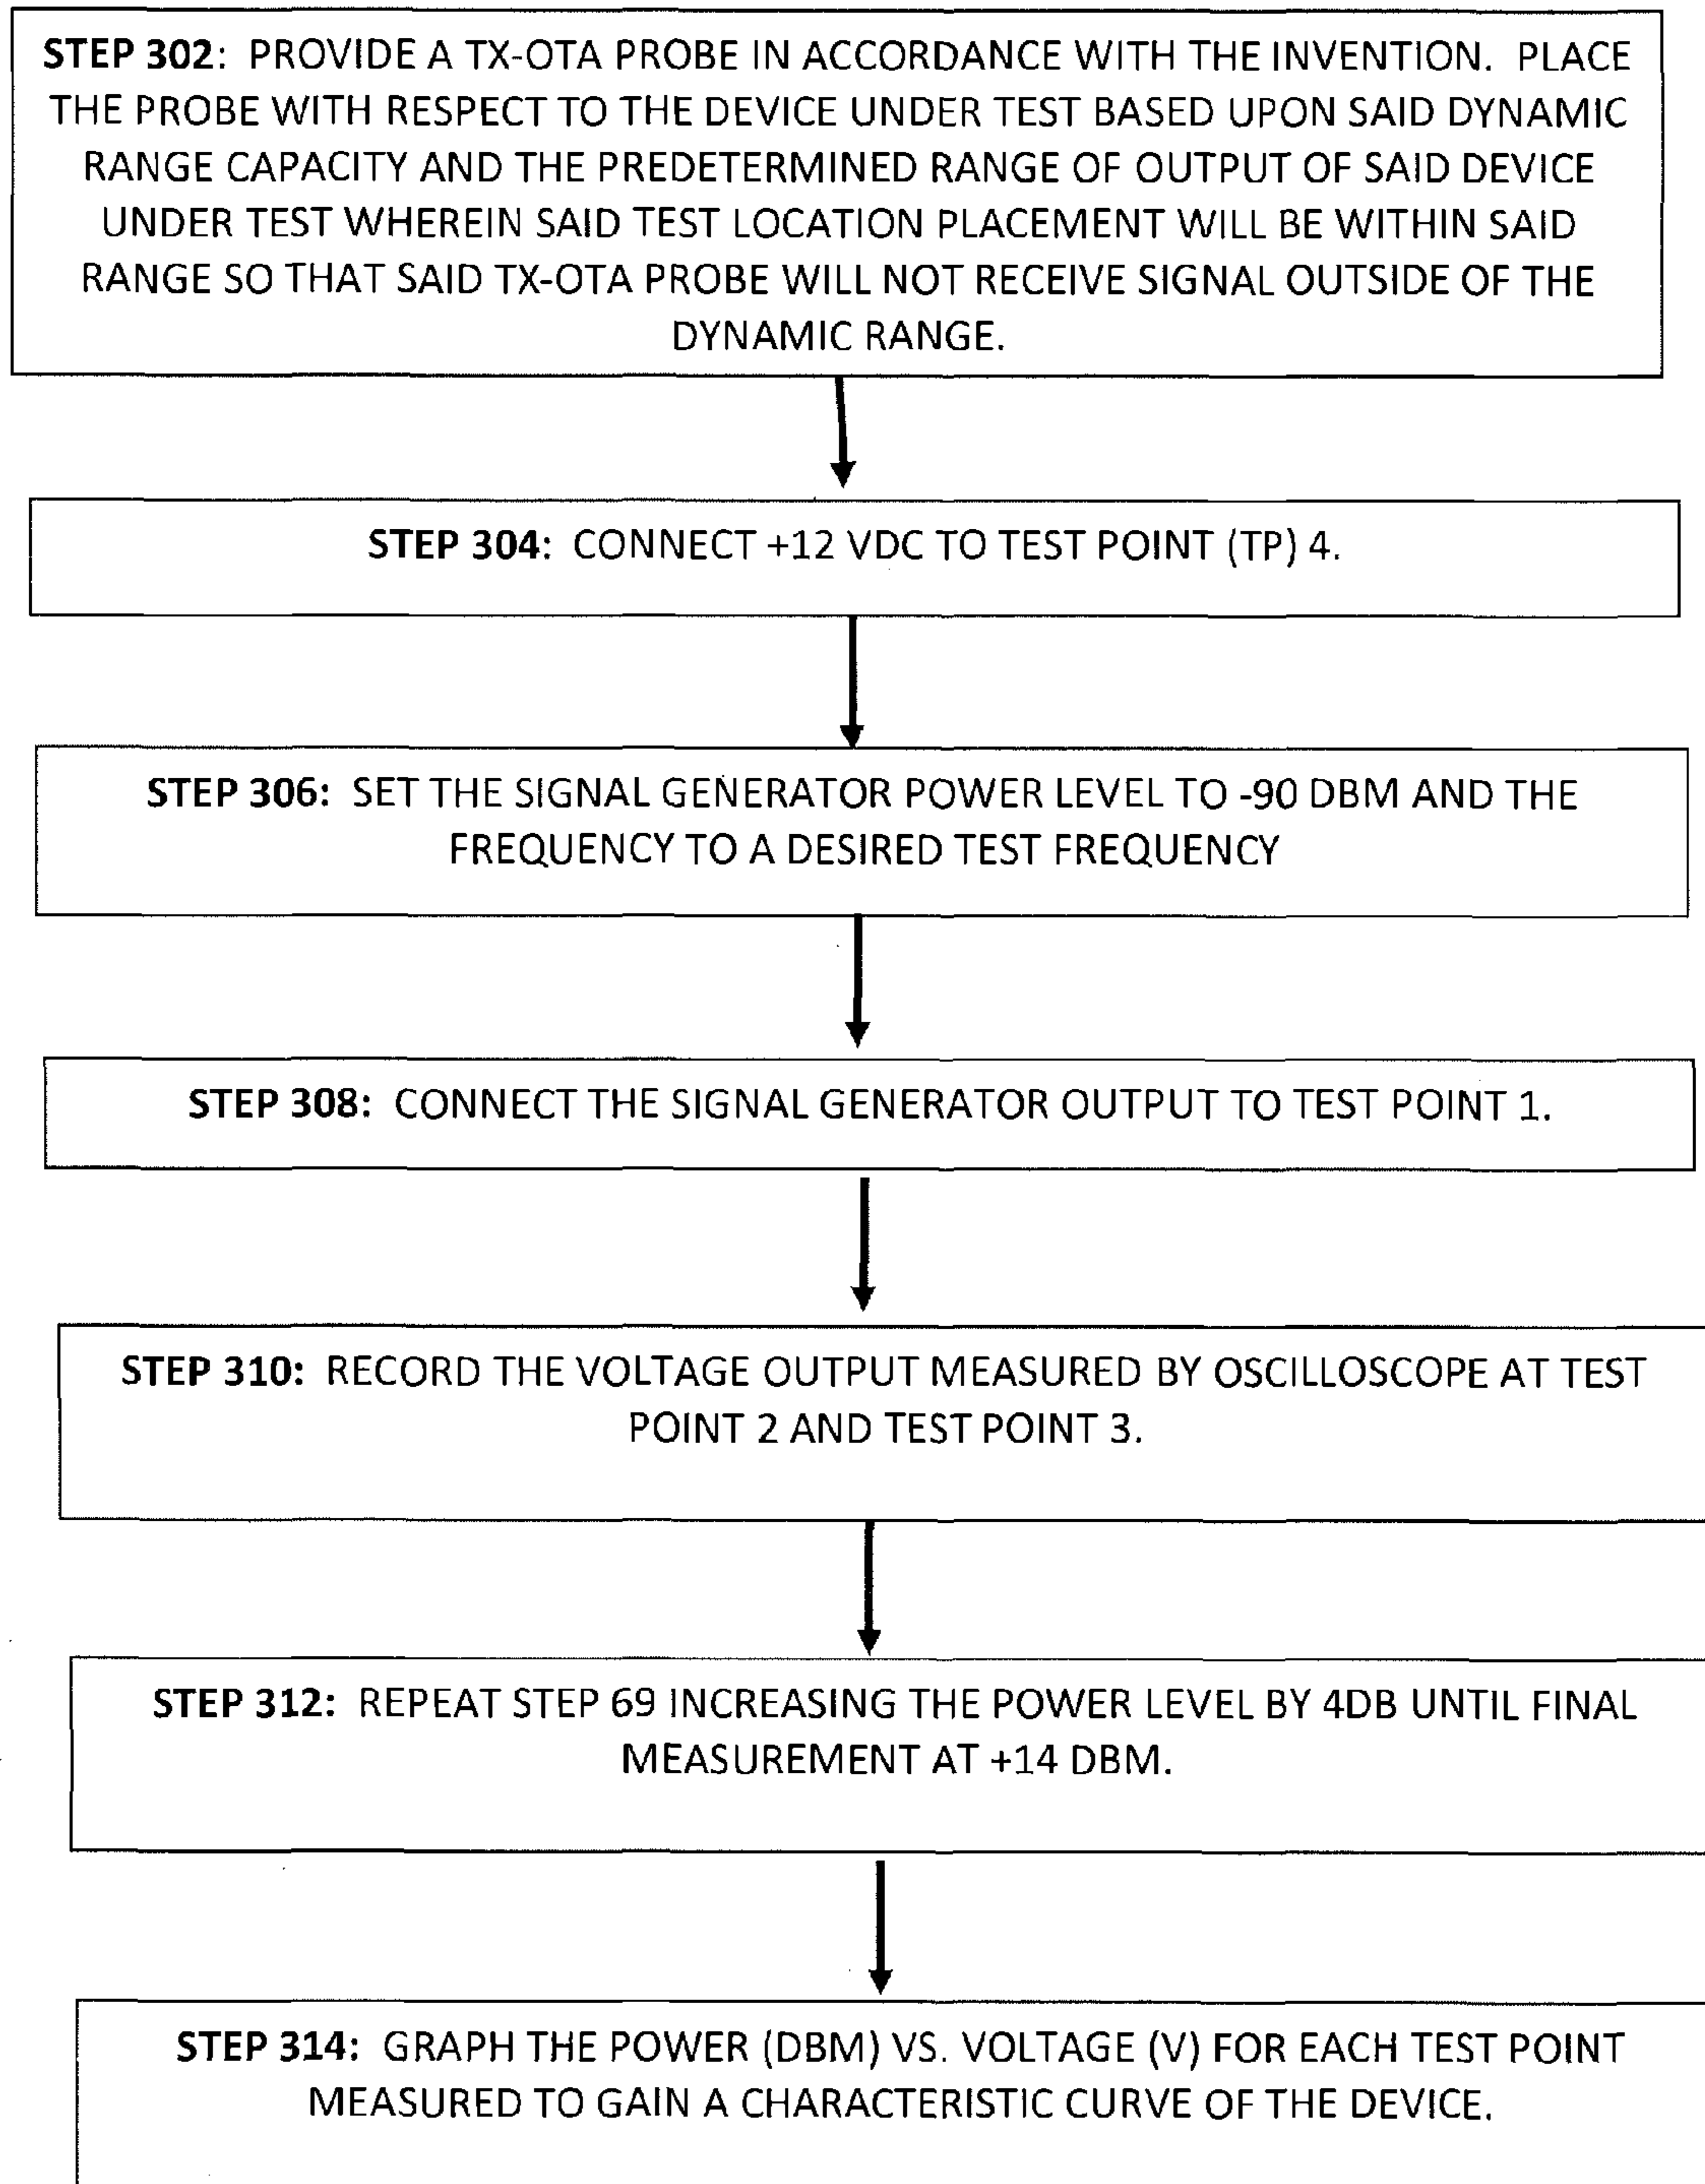 STEP 302: PROVIDE A TX-OTA PROBE IN ACCORDANCE WITH THE INVENTION. PLACE
THE PROBE WITH RESPECT TO THE DEVICE UNDER TEST BASED UPON SAID DYNAMIC
RANGE CAPACITY AND THE PREDETERMINED RANGE OF OUTPUT OF SAID DEVICE
UNDER TEST WHEREIN SAID TEST LOCATION PLACEMENT WILL BE WITHIN SAID
RANGE SO THAT SAID TX-OTA PROBE WILL NOT RECEIVE SIGNAL OUTSIDE OF THE
DYNAMIC RANGE.
STEP 304: CONNECT +12 VDC TO TEST POINT (TP) 4.
STEP 306: SET THE SIGNAL GENERATOR POWER LEVEL TO -90 DBM AND THE
FREQUENCY TO A DESIRED TEST FREQUENCY
STEP 308: CONNECT THE SIGNAL GENERATOR OUTPUT TO TEST POINT 1.
STEP 310: RECORD THE VOLTAGE OUTPUT MEASURED BY OSCILLOSCOPE AT TEST
POINT 2 AND TEST POINT 3.
STEP 312: REPEAT STEP 69 INCREASING THE POWER LEVEL BY 4DB UNTIL FINAL
MEASUREMENT AT +14 DBM.
STEP 314: GRAPH THE POWER (DBM) VS. VOLTAGE (V) FOR EACH TEST POINT
MEASURED TO GAIN A CHARACTERISTIC CURVE OF THE DEVICE.